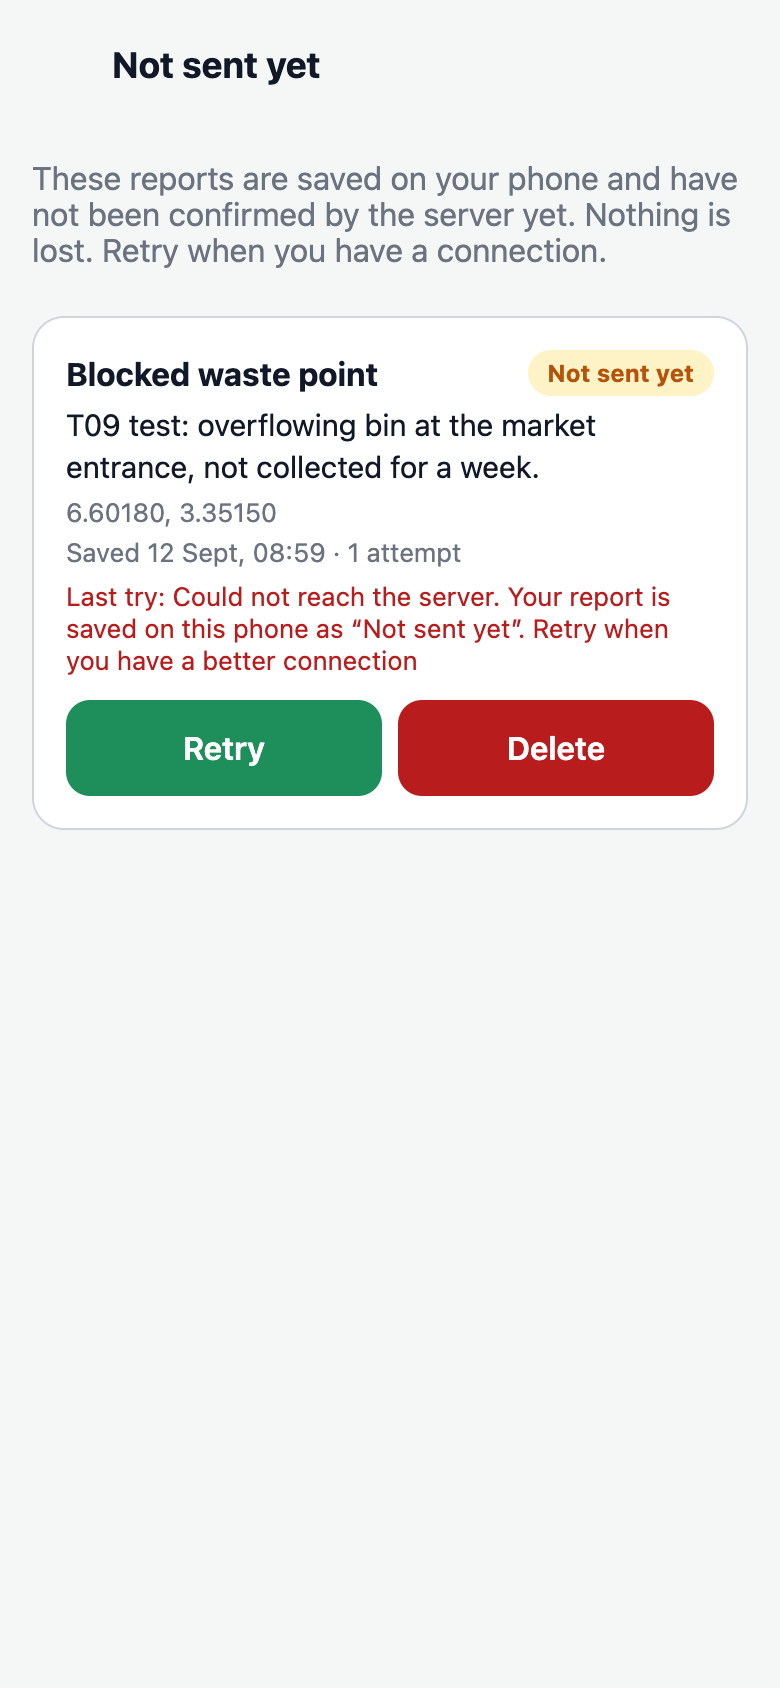 Not sent yet
These reports are saved on your phone and have
not been confirmed by the server yet. Nothing is
lost. Retry when you have a connection.
Blocked waste point
Not sent yet
T09 test: overflowing bin at the market
entrance, not collected for a week.
6.60180, 3.35150
Saved 12 Sept, 08:59 · 1 attempt
Last try: Could not reach the server. Your report is
saved on this phone as “Not sent yet”. Retry when
you have a better connection
Retry
Delete